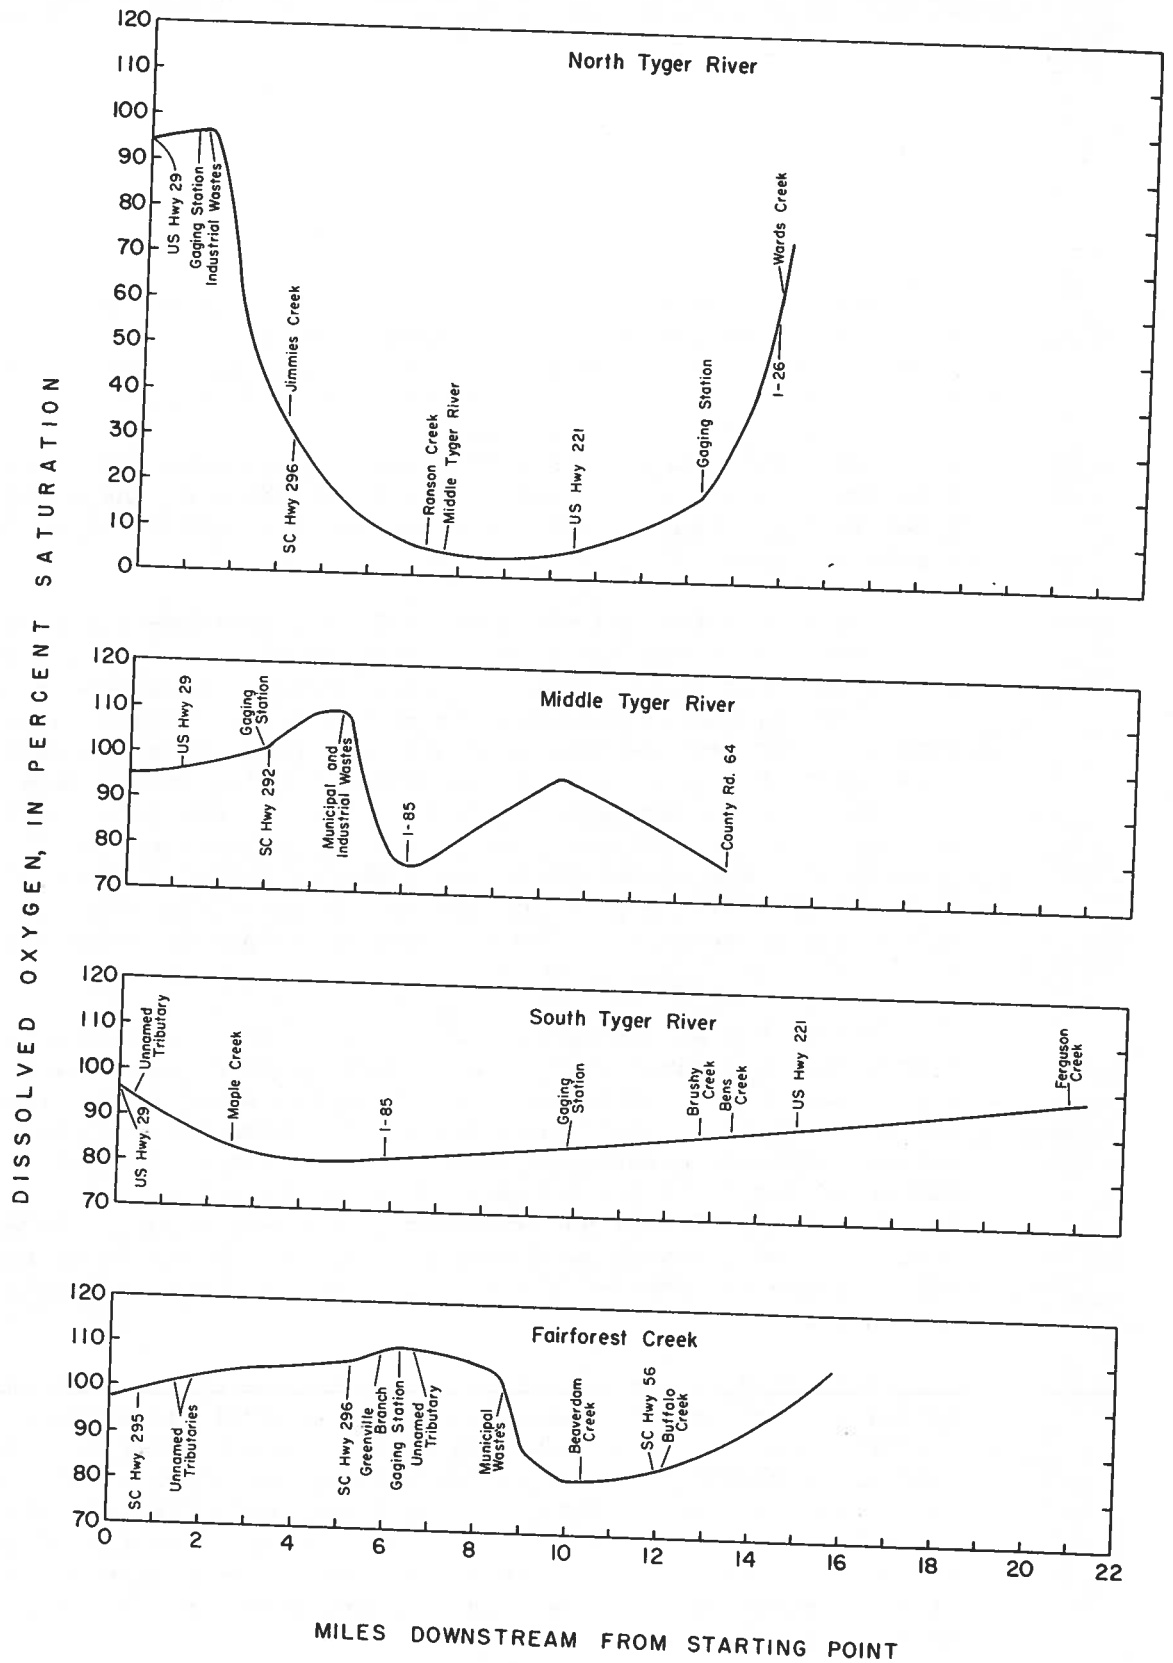 DISSOLVED OXYGEN, IN PERCENT SATURATION
North Tyger River
120
110
100
90
80
70
60
50
40
30
20
10
0
US Hwy 29
Gaging Station
Industrial Wastes
SC Hwy 296
Jimmies Creek
Ranson Creek
Middle Tyger River
US Hwy 221
Gaging Station
I-26
Wards Creek
Middle Tyger River
120
110
100
90
80
70
US Hwy 29
Gaging
Station
SC Hwy 292
Municipal and
Industrial Wastes
I-85
County Rd. 64
South Tyger River
120
110
100
90
80
70
US Hwy. 29
Unnamed
Tributary
Maple Creek
I-85
Gaging
Station
Brushy
Creek
Bens
Creek
US Hwy 221
Ferguson
Creek
Fairforest Creek
120
110
100
90
80
70
SC Hwy 295
Unnamed
Tributaries
SC Hwy 296
Greenville
Branch
Gaging Station
Unnamed
Tributary
Municipal
Wastes
Beaverdam
Creek
SC Hwy 56
Buffalo
Creek
0 2 4 6 8 10 12 14 16 18 20 22
MILES DOWNSTREAM FROM STARTING POINT